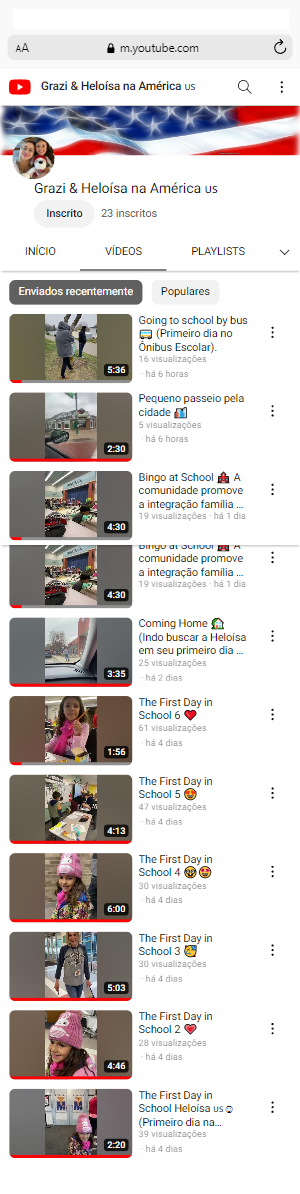 AA m.youtube.com
Grazi & Heloísa na América US
Grazi & Heloísa na América US
Inscrito 23 inscritos
INÍCIO VÍDEOS PLAYLISTS
Enviados recentemente Populares
Going to school by bus
🚌 (Primeiro dia no
Ônibus Escolar).
16 visualizações
· há 6 horas
5:36
Pequeno passeio pela
cidade 🏙️
5 visualizações
· há 6 horas
2:30
Bingo at School 🏫 A
comunidade promove
a integração família ...
19 visualizações · há 1 dia
4:30
Bingo at School 🏫 A
comunidade promove
a integração família ...
19 visualizações · há 1 dia
4:30
Coming Home 🏡
(Indo buscar a Heloísa
em seu primeiro dia ...
25 visualizações
· há 2 dias
3:35
The First Day in
School 6 ❤️
61 visualizações
· há 4 dias
1:56
The First Day in
School 5 😍
47 visualizações
· há 4 dias
4:13
The First Day in
School 4 🤓😍
30 visualizações
· há 4 dias
6:00
The First Day in
School 3 🥰
30 visualizações
· há 4 dias
5:03
The First Day in
School 2 💗
28 visualizações
· há 4 dias
4:46
The First Day in
School Heloísa US☺
(Primeiro dia na...
39 visualizações
· há 4 dias
2:20